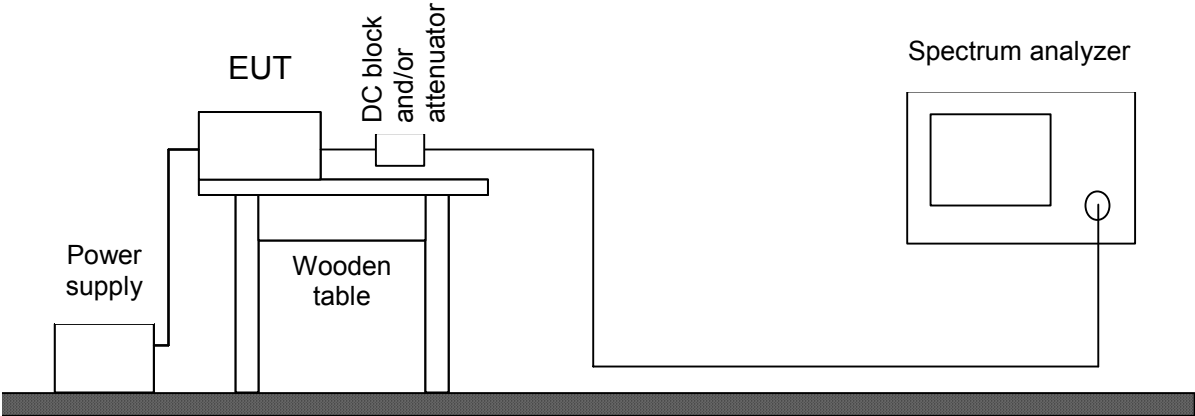 EUT
DC block
and/or
attenuator
Spectrum analyzer
Power
supply
Wooden
table